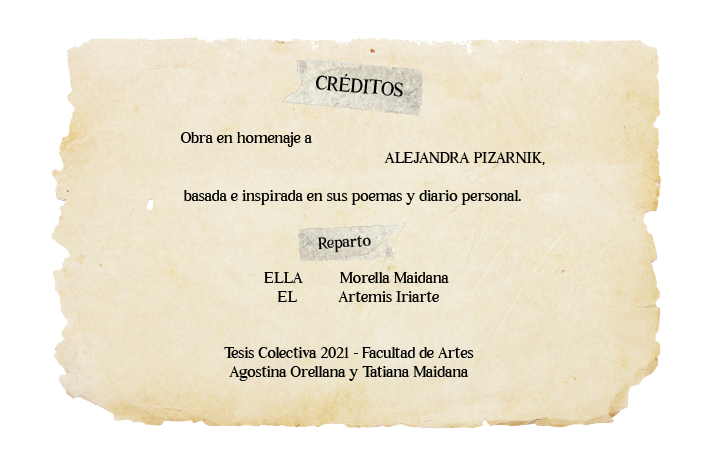 CRÉDITOS
Obra en homenaje a
ALEJANDRA PIZARNIK,
basada e inspirada en sus poemas y diario personal.
Reparto
ELLA Morella Maidana
EL Artemis Iriarte
Tesis Colectiva 2021 - Facultad de Artes
Agostina Orellana y Tatiana Maidana